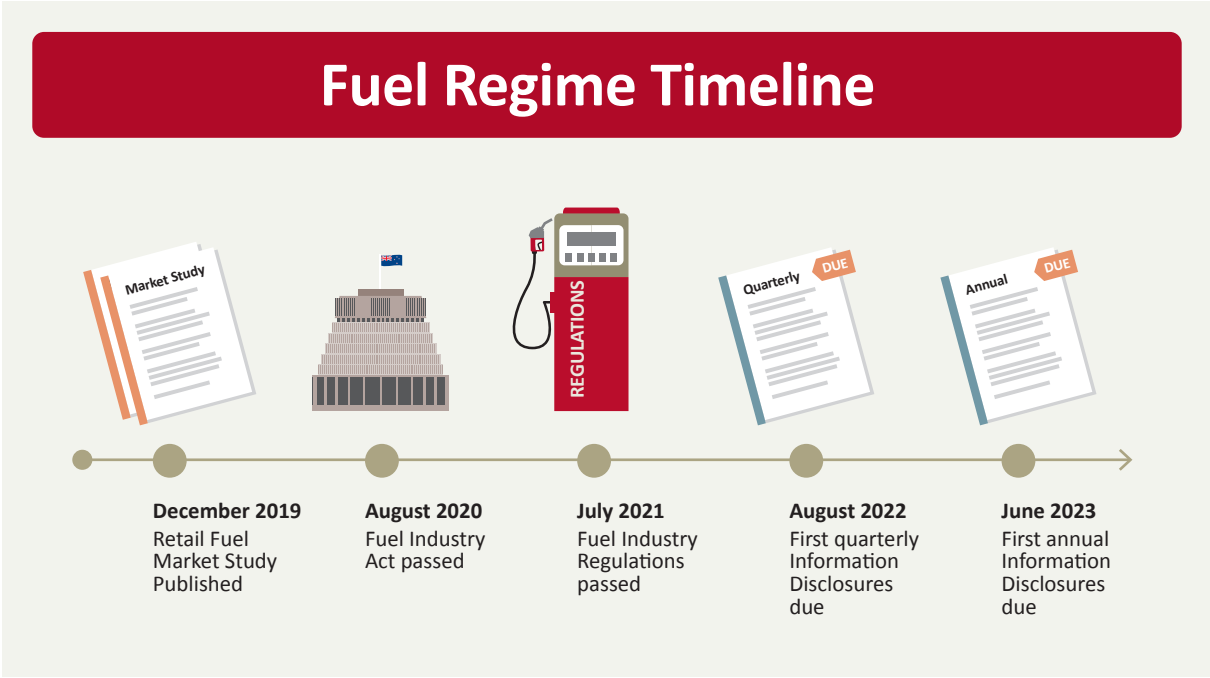 Fuel Regime Timeline
Market Study
REGULATIONS
Quarterly
DUE
Annual
DUE
December 2019
Retail Fuel
Market Study
Published
August 2020
Fuel Industry
Act passed
July 2021
Fuel Industry
Regulations
passed
August 2022
First quarterly
Information
Disclosures
due
June 2023
First annual
Information
Disclosures
due